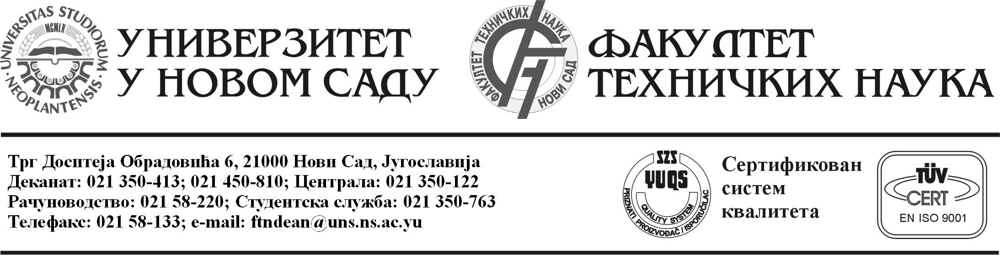 UNIVERSITAS STUDIORUM
NEOPLANTENSIS
MCMLX
УНИВЕРЗИТЕТ
У НОВОМ САДУ
ФАКУЛТЕТ ТЕХНИЧКИХ НАУКА
НОВИ САД
ФАКУЛТЕТ
ТЕХНИЧКИХ НАУКА
Трг Доситеја Обрадовића 6, 21000 Нови Сад, Југославија
Деканат: 021 350-413; 021 450-810; Централа: 021 350-122
Рачуноводство: 021 58-220; Студентска служба: 021 350-763
Телефакс: 021 58-133; e-mail: ftndean@uns.ns.ac.yu
SZS
YUQS
QUALITY SYSTEM
PRIZNATI PROIZVOĐAČ / ISPORUČILAC
Сертификован
систем
квалитета
TÜV
CERT
EN ISO 9001